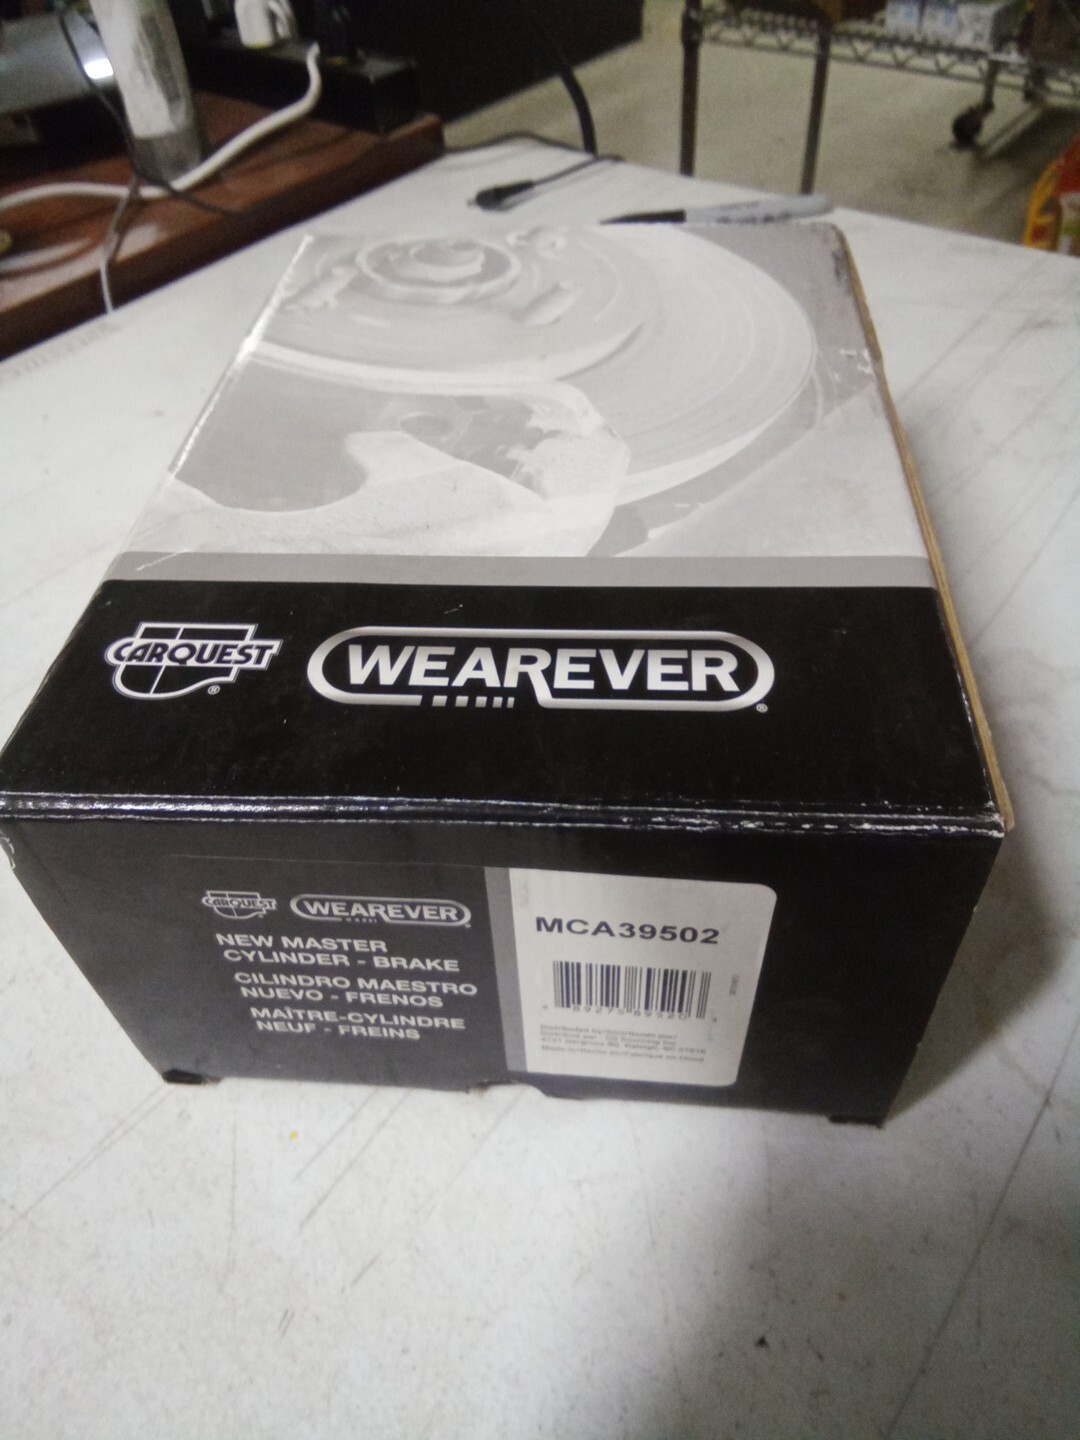 CARQUEST
WEAREVER
CARQUEST WEAREVER
NEW MASTER
CYLINDER - BRAKE
CILINDRO MAESTRO
NUEVO - FRENOS
MAÎTRE-CYLINDRE
NEUF - FREINS
MCA39502